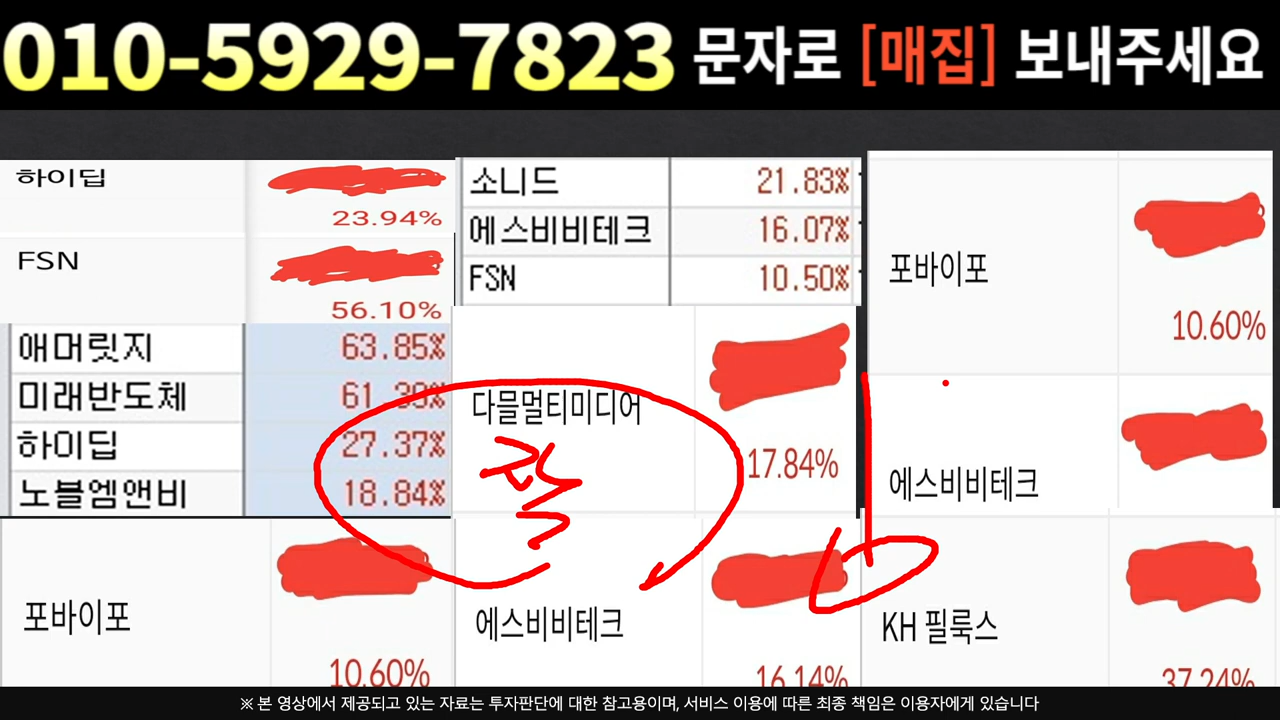 010-5929-7823 문자로 [매집] 보내주세요
하이딥
23.94%
FSN
56.10%
애머릿지 63.85%
미래반도체 61.39%
하이딥 27.37%
노블엠앤비 18.84%
포바이포
10.60%
소니드 21.83%
에스비비테크 16.07%
FSN 10.50%
다믈멀티미디어
17.84%
에스비비테크
16.14%
포바이포
10.60%
에스비비테크
KH 필룩스
37.24%
※ 본 영상에서 제공되고 있는 자료는 투자판단에 대한 참고용이며, 서비스 이용에 따른 최종 책임은 이용자에게 있습니다